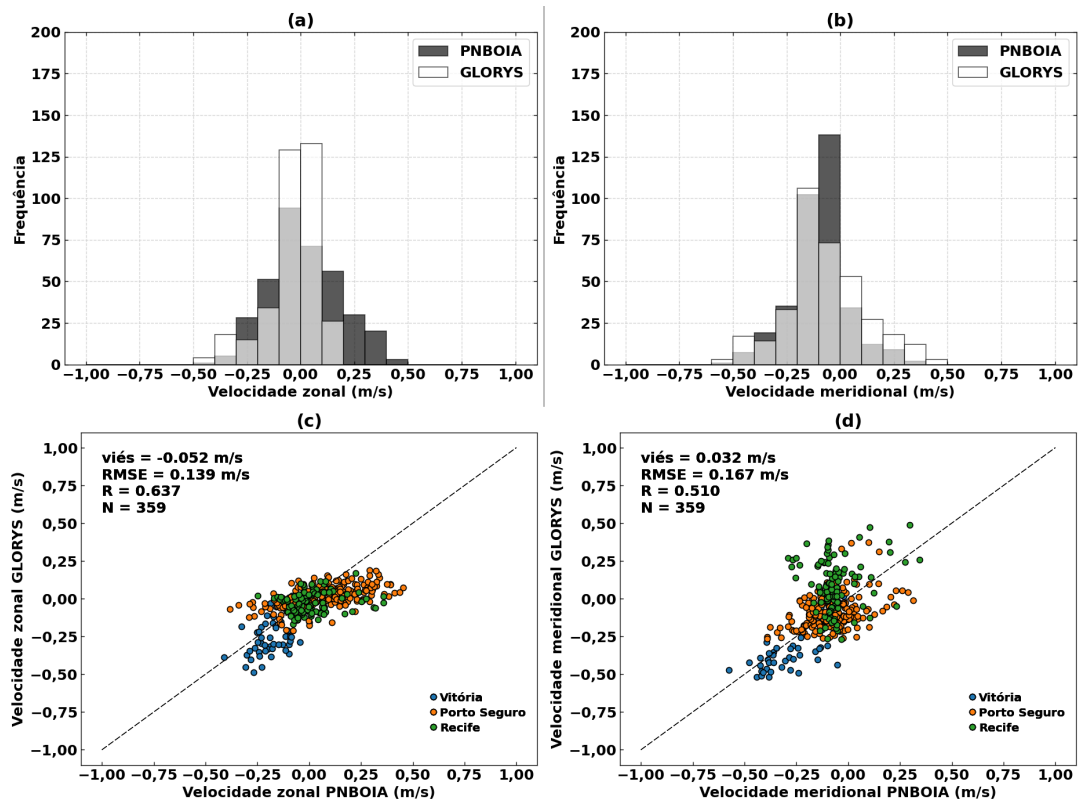 (a)
200
175
150
125
100
75
50
25
0
Frequência
PNBOIA
GLORYS
−1,00 −0,75 −0,50 −0,25 0,00 0,25 0,50 0,75 1,00
Velocidade zonal (m/s)
(b)
200
175
150
125
100
75
50
25
0
Frequência
PNBOIA
GLORYS
−1,00 −0,75 −0,50 −0,25 0,00 0,25 0,50 0,75 1,00
Velocidade meridional (m/s)
(c)
1,00
0,75
0,50
0,25
0,00
−0,25
−0,50
−0,75
−1,00
Velocidade zonal GLORYS (m/s)
viés = -0.052 m/s
RMSE = 0.139 m/s
R = 0.637
N = 359
Vitória
Porto Seguro
Recife
−1,00 −0,75 −0,50 −0,25 0,00 0,25 0,50 0,75 1,00
Velocidade zonal PNBOIA (m/s)
(d)
1,00
0,75
0,50
0,25
0,00
−0,25
−0,50
−0,75
−1,00
Velocidade meridional GLORYS (m/s)
viés = 0.032 m/s
RMSE = 0.167 m/s
R = 0.510
N = 359
Vitória
Porto Seguro
Recife
−1,00 −0,75 −0,50 −0,25 0,00 0,25 0,50 0,75 1,00
Velocidade meridional PNBOIA (m/s)